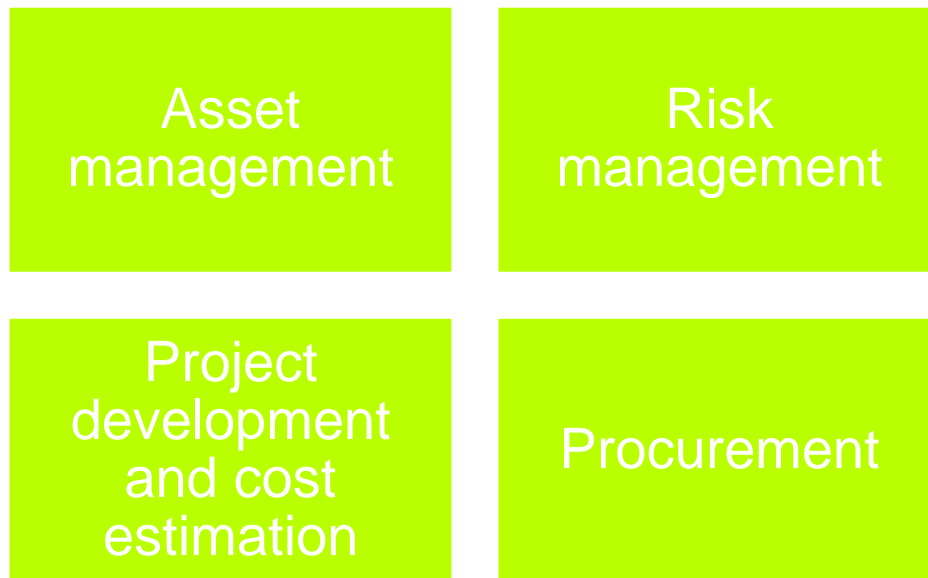 Asset
management
Risk
management
Project
development
and cost
estimation
Procurement